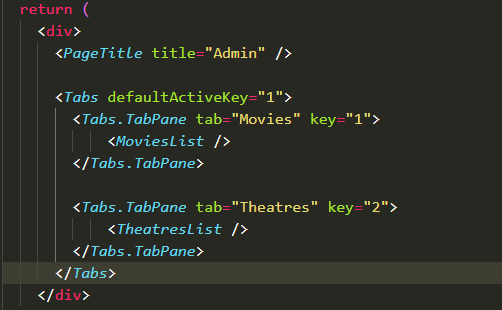 return (
<div>
<PageTitle title="Admin" />
<Tabs defaultActiveKey="1">
<Tabs.TabPane tab="Movies" key="1">
<MoviesList />
</Tabs.TabPane>
<Tabs.TabPane tab="Theatres" key="2">
<TheatresList />
</Tabs.TabPane>
</Tabs>
</div>